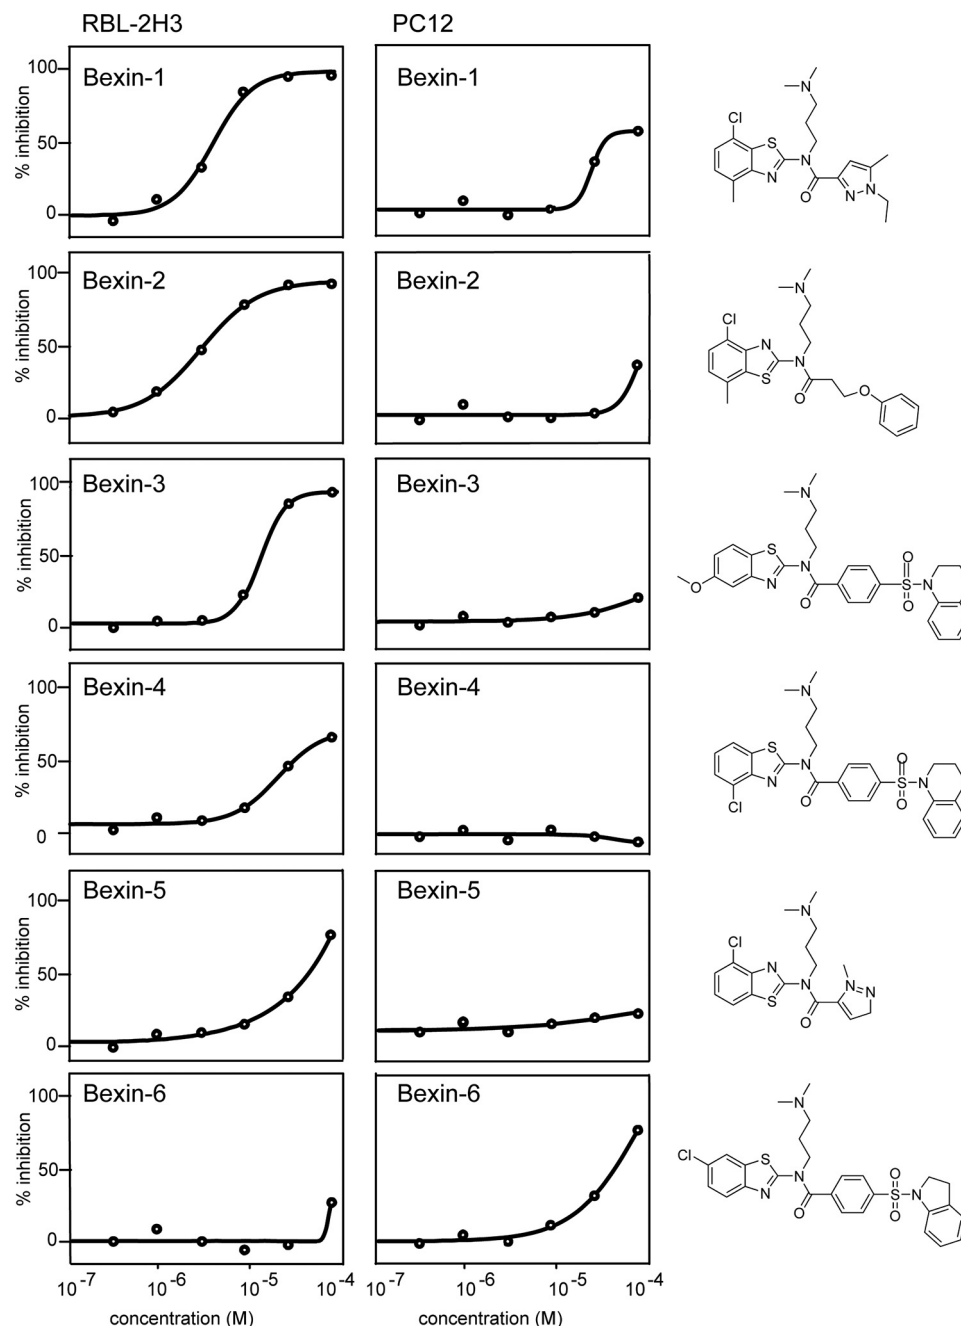 RBL-2H3 PC12
% inhibition 100 50 0 Bexin-1 Bexin-1
N Cl S N N O N N
% inhibition 100 50 0 Bexin-2 Bexin-2
N Cl N S N O O
% inhibition 100 50 0 Bexin-3 Bexin-3
N S N N O O O S O N
% inhibition 100 50 0 Bexin-4 Bexin-4
N S N N Cl O O S O N
% inhibition 100 50 0 Bexin-5 Bexin-5
N Cl N S N O N N
% inhibition 100 50 0 Bexin-6 Bexin-6
N Cl S N N O O S O N
10-7 10-6 10-5 10-4 10-7 10-6 10-5 10-4
concentration (M) concentration (M)